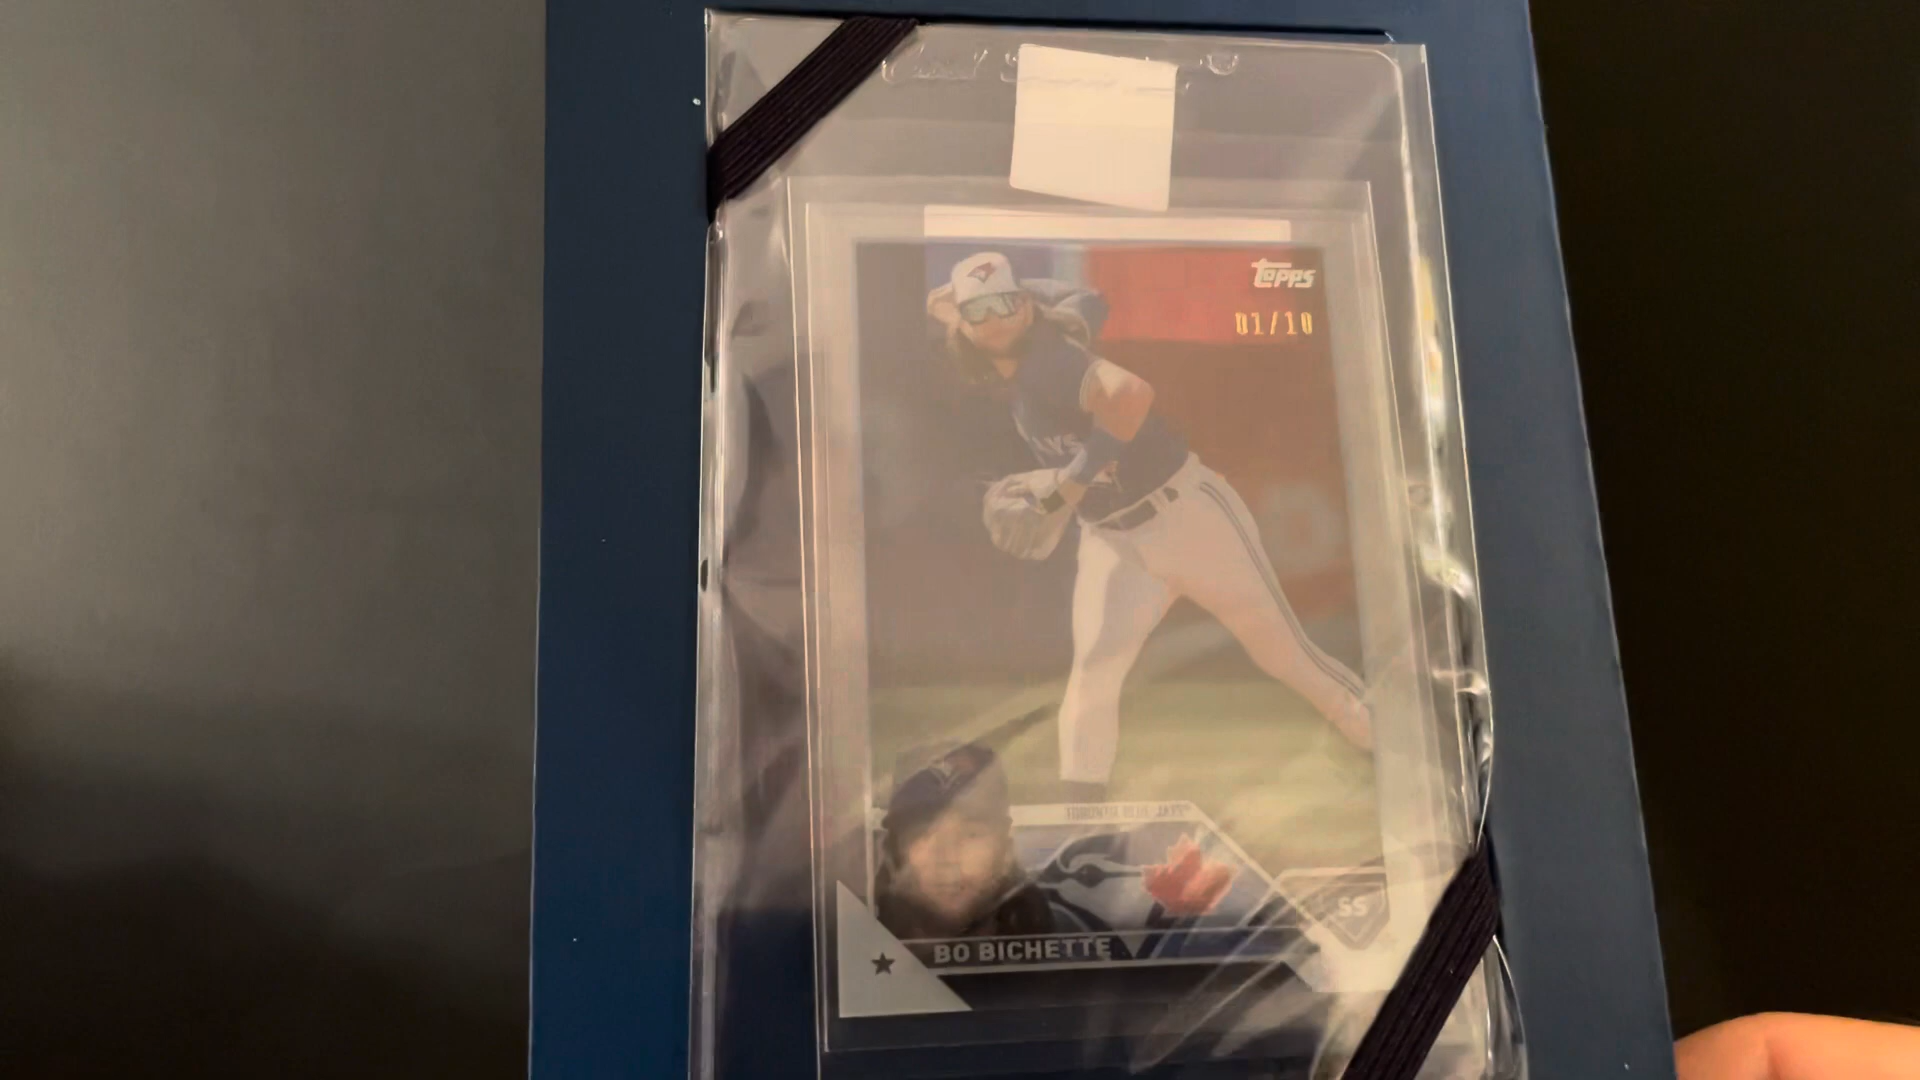 Topps
01/10
TORONTO BLUE JAYS
SS
BO BICHETTE